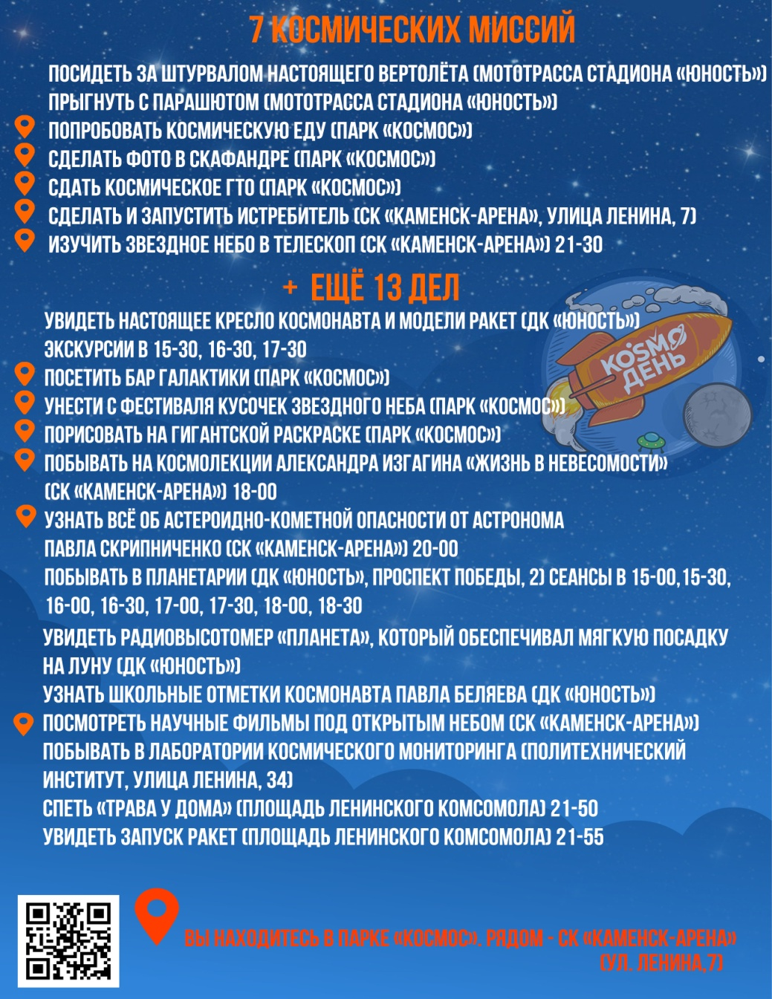 7 КОСМИЧЕСКИХ МИССИЙ
ПОСИДЕТЬ ЗА ШТУРВАЛОМ НАСТОЯЩЕГО ВЕРТОЛЁТА (МОТОТРАССА СТАДИОНА «ЮНОСТЬ»)
ПРЫГНУТЬ С ПАРАШЮТОМ (МОТОТРАССА СТАДИОНА «ЮНОСТЬ»)
ПОПРОБОВАТЬ КОСМИЧЕСКУЮ ЕДУ (ПАРК «КОСМОС»)
СДЕЛАТЬ ФОТО В СКАФАНДРЕ (ПАРК «КОСМОС»)
СДАТЬ КОСМИЧЕСКОЕ ГТО (ПАРК «КОСМОС»)
СДЕЛАТЬ И ЗАПУСТИТЬ ИСТРЕБИТЕЛЬ (СК «КАМЕНСК-АРЕНА», УЛИЦА ЛЕНИНА, 7)
ИЗУЧИТЬ ЗВЕЗДНОЕ НЕБО В ТЕЛЕСКОП (СК «КАМЕНСК-АРЕНА») 21-30
+ ЕЩЁ 13 ДЕЛ
УВИДЕТЬ НАСТОЯЩЕЕ КРЕСЛО КОСМОНАВТА И МОДЕЛИ РАКЕТ (ДК «ЮНОСТЬ»)
ЭКСКУРСИИ В 15-30, 16-30, 17-30
KOSMO
ДЕНЬ
ПОСЕТИТЬ БАР ГАЛАКТИКИ (ПАРК «КОСМОС»)
УНЕСТИ С ФЕСТИВАЛЯ КУСОЧЕК ЗВЕЗДНОГО НЕБА (ПАРК «КОСМОС»)
ПОРИСОВАТЬ НА ГИГАНТСКОЙ РАСКРАСКЕ (ПАРК «КОСМОС»)
ПОБЫВАТЬ НА КОСМОЛЕКЦИИ АЛЕКСАНДРА ИЗГАГИНА «ЖИЗНЬ В НЕВЕСОМОСТИ»
(СК «КАМЕНСК-АРЕНА») 18-00
УЗНАТЬ ВСЁ ОБ АСТЕРОИДНО-КОМЕТНОЙ ОПАСНОСТИ ОТ АСТРОНОМА
ПАВЛА СКРИПНИЧЕНКО (СК «КАМЕНСК-АРЕНА») 20-00
ПОБЫВАТЬ В ПЛАНЕТАРИИ (ДК «ЮНОСТЬ», ПРОСПЕКТ ПОБЕДЫ, 2) СЕАНСЫ В 15-00,15-30,
16-00, 16-30, 17-00, 17-30, 18-00, 18-30
УВИДЕТЬ РАДИОВЫСОТОМЕР «ПЛАНЕТА», КОТОРЫЙ ОБЕСПЕЧИВАЛ МЯГКУЮ ПОСАДКУ
НА ЛУНУ (ДК «ЮНОСТЬ»)
УЗНАТЬ ШКОЛЬНЫЕ ОТМЕТКИ КОСМОНАВТА ПАВЛА БЕЛЯЕВА (ДК «ЮНОСТЬ»)
ПОСМОТРЕТЬ НАУЧНЫЕ ФИЛЬМЫ ПОД ОТКРЫТЫМ НЕБОМ (СК «КАМЕНСК-АРЕНА»)
ПОБЫВАТЬ В ЛАБОРАТОРИИ КОСМИЧЕСКОГО МОНИТОРИНГА (ПОЛИТЕХНИЧЕСКИЙ
ИНСТИТУТ, УЛИЦА ЛЕНИНА, 34)
СПЕТЬ «ТРАВА У ДОМА» (ПЛОЩАДЬ ЛЕНИНСКОГО КОМСОМОЛА) 21-50
УВИДЕТЬ ЗАПУСК РАКЕТ (ПЛОЩАДЬ ЛЕНИНСКОГО КОМСОМОЛА) 21-55
ВЫ НАХОДИТЕСЬ В ПАРКЕ «КОСМОС». РЯДОМ - СК «КАМЕНСК-АРЕНА»
(УЛ. ЛЕНИНА,7)